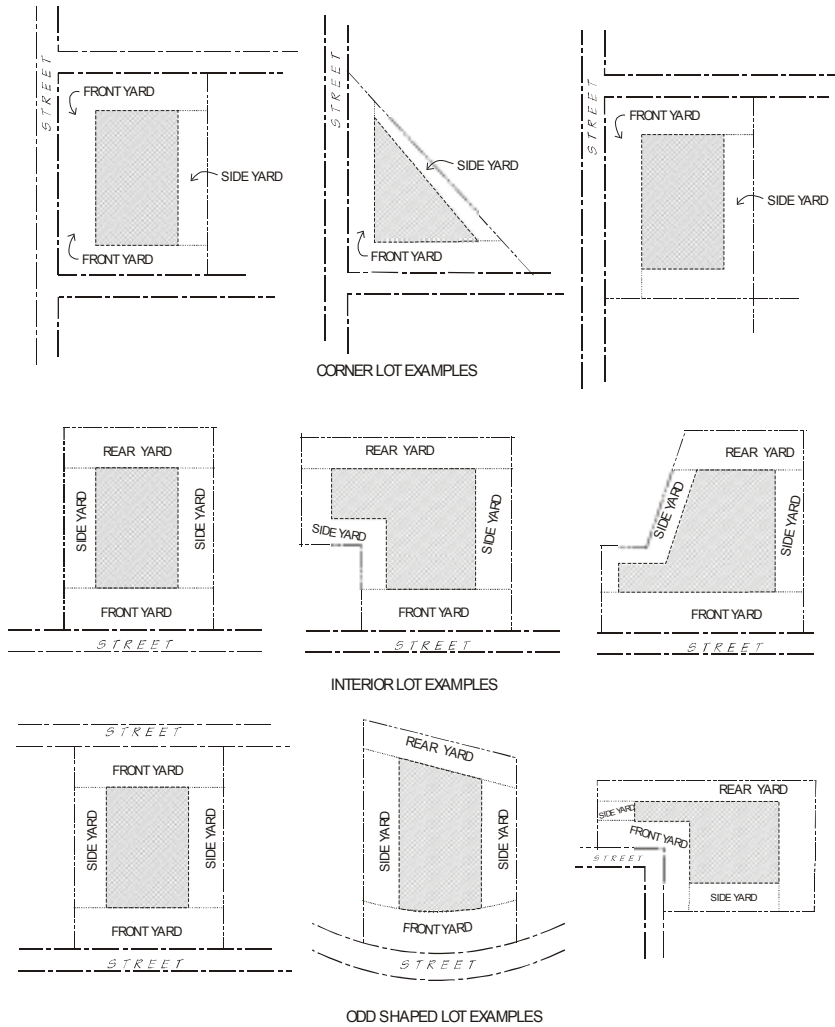 STREET
FRONT YARD
SIDE YARD
FRONT YARD
STREET
SIDE YARD
FRONT YARD
STREET
FRONT YARD
SIDE YARD
CORNER LOT EXAMPLES
REAR YARD
SIDE YARD
SIDE YARD
FRONT YARD
STREET
REAR YARD
SIDE YARD
SIDE YARD
FRONT YARD
STREET
REAR YARD
SIDE YARD
SIDE YARD
FRONT YARD
STREET
INTERIOR LOT EXAMPLES
STREET
FRONT YARD
SIDE YARD
SIDE YARD
FRONT YARD
STREET
REAR YARD
SIDE YARD
SIDE YARD
FRONT YARD
STREET
REAR YARD
SIDE YARD
FRONT YARD
STREET
SIDE YARD
ODD SHAPED LOT EXAMPLES